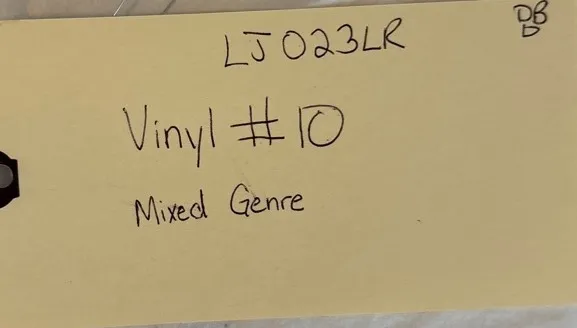 LJ023LR
DB
D
Vinyl #10
Mixed Genre